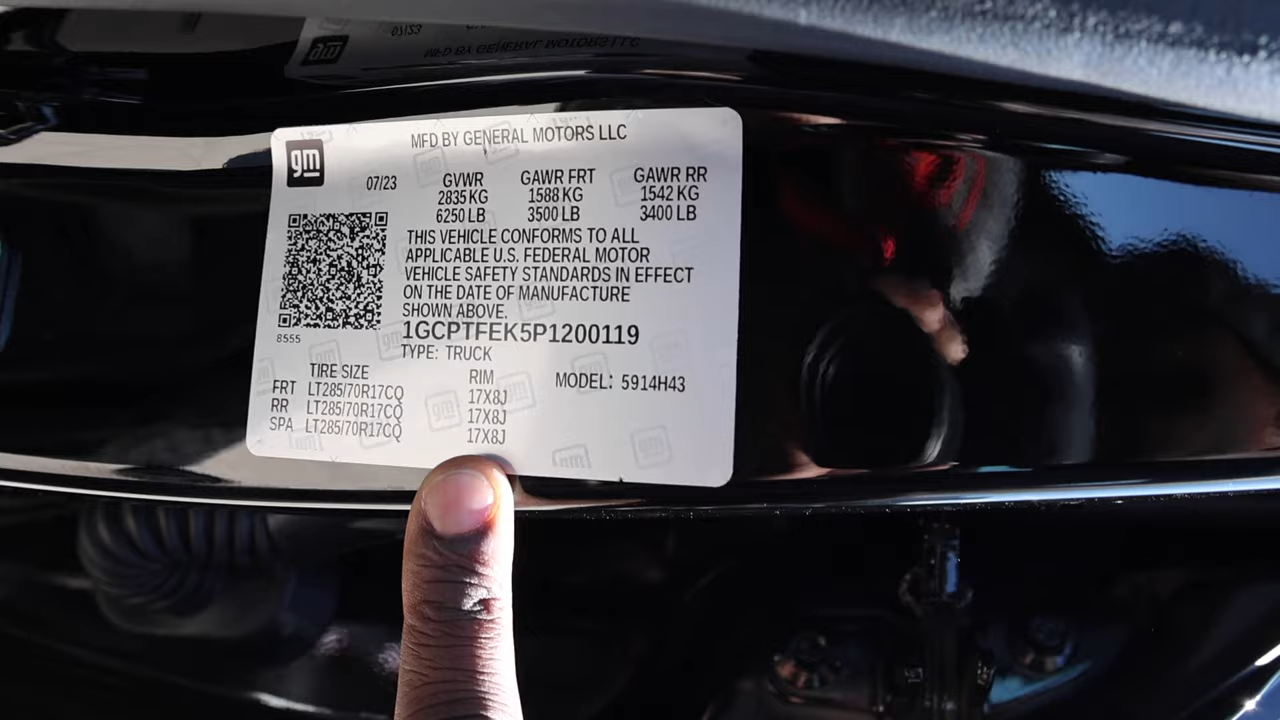 MFD BY GENERAL MOTORS LLC
gm
07/23 GVWR GAWR FRT GAWR RR
2835 KG 1588 KG 1542 KG
6250 LB 3500 LB 3400 LB
THIS VEHICLE CONFORMS TO ALL
APPLICABLE U.S. FEDERAL MOTOR
VEHICLE SAFETY STANDARDS IN EFFECT
ON THE DATE OF MANUFACTURE
SHOWN ABOVE.
8555
1GCPTFEK5P1200119
TYPE: TRUCK
TIRE SIZE RIM MODEL: 5914H43
FRT LT285/70R17CQ 17X8J
RR LT285/70R17CQ 17X8J
SPA LT285/70R17CQ 17X8J